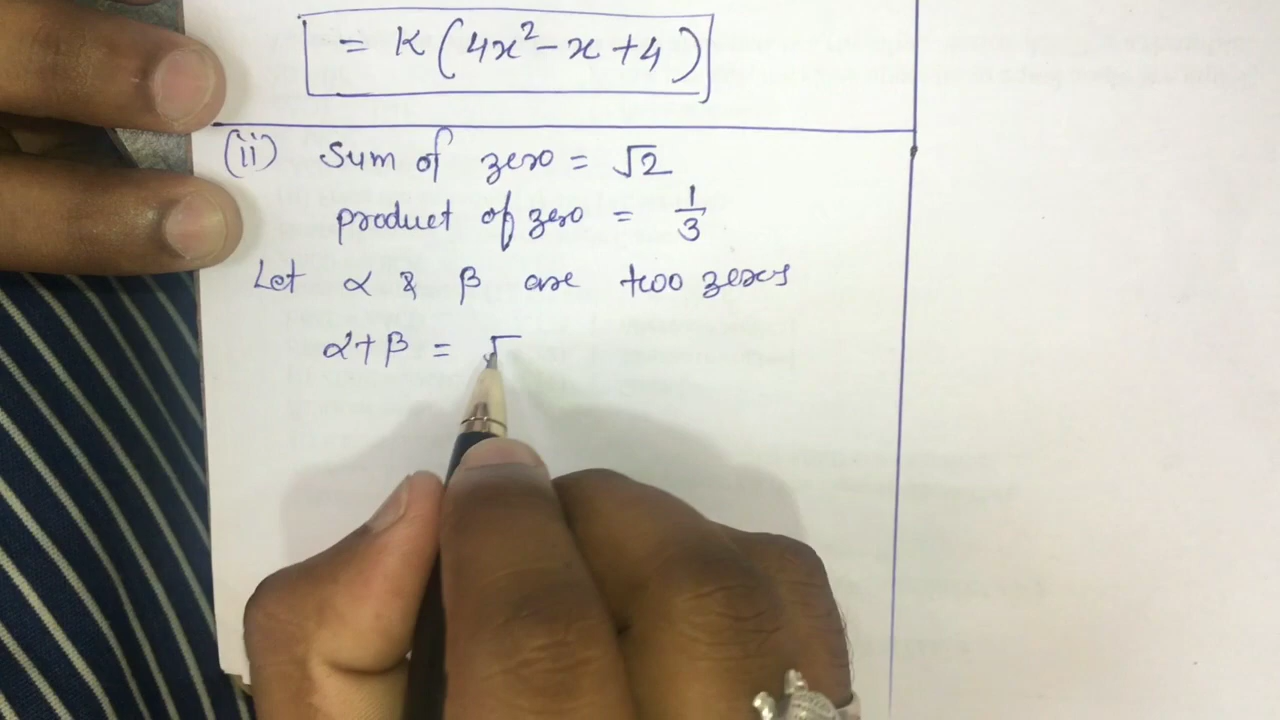 = K (4x² - x + 4)
(ii) Sum of zero = √2
product of zero = 1/3
Let α & β are two zeros
α + β = √